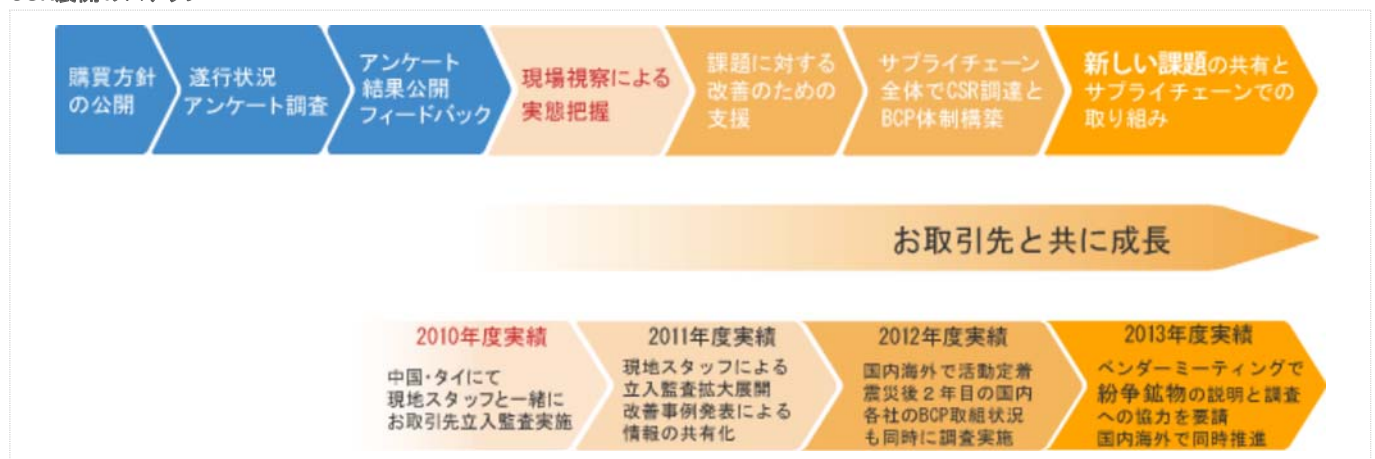 購買方針
の公開
遂行状況
アンケート調査
アンケート
結果公開
フィードバック
現場視察による
実態把握
課題に対する
改善のための
支援
サプライチェーン
全体でCSR調達と
BCP体制構築
新しい課題の共有と
サプライチェーンでの
取り組み
お取引先と共に成長
2010年度実績
中国・タイにて
現地スタッフと一緒に
お取引先立入監査実施
2011年度実績
現地スタッフによる
立入監査拡大展開
改善事例発表による
情報の共有化
2012年度実績
国内海外で活動定着
震災後２年目の国内
各社のBCP取組状況
も同時に調査実施
2013年度実績
ベンダーミーティングで
紛争鉱物の説明と調査
への協力を要請
国内海外で同時推進